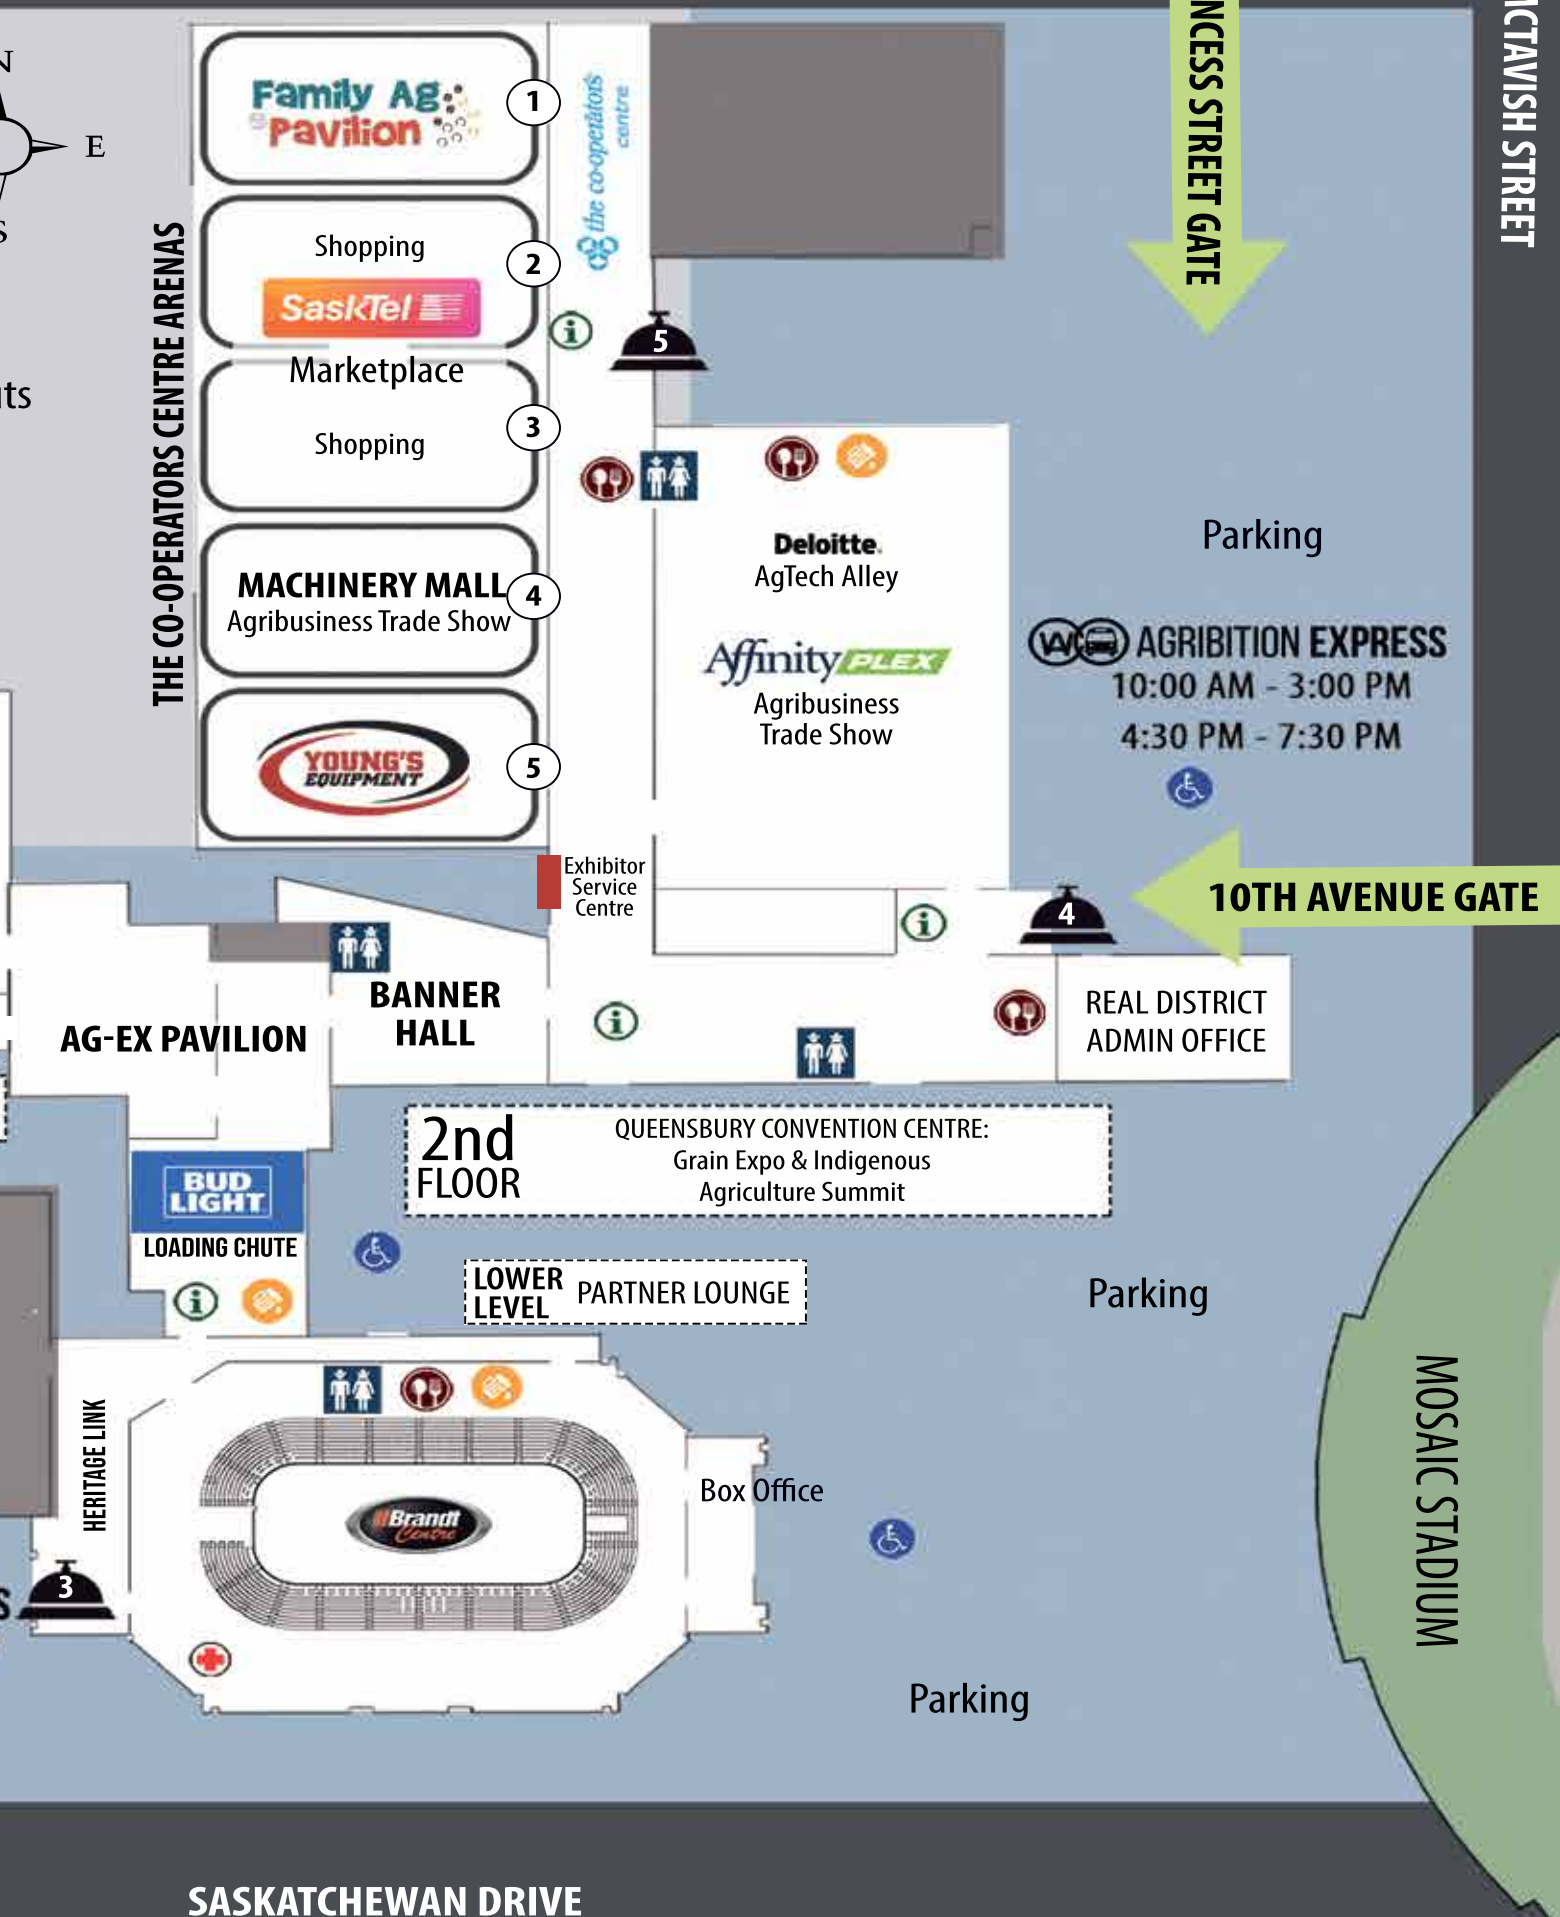 N
E
S
Family Ag
Pavilion
1
the co-operators
centre
NCESS STREET GATE
CTAVISH STREET
THE CO-OPERATORS CENTRE ARENAS
Shopping
2
SaskTel
i
5
Marketplace
Shopping
3
Parking
Deloitte.
AgTech Alley
MACHINERY MALL
4
Agribusiness Trade Show
AGRIBITION EXPRESS
10:00 AM - 3:00 PM
4:30 PM - 7:30 PM
Affinity PLEX
Agribusiness
Trade Show
YOUNG'S
EQUIPMENT
5
Exhibitor
Service
Centre
i
4
10TH AVENUE GATE
BANNER
HALL
AG-EX PAVILION
i
REAL DISTRICT
ADMIN OFFICE
2nd
FLOOR
QUEENSBURY CONVENTION CENTRE:
Grain Expo & Indigenous
Agriculture Summit
BUD
LIGHT
LOADING CHUTE
i
LOWER
LEVEL
PARTNER LOUNGE
Parking
MOSAIC STADIUM
HERITAGE LINK
Brandt
Centre
Box Office
3
Parking
SASKATCHEWAN DRIVE